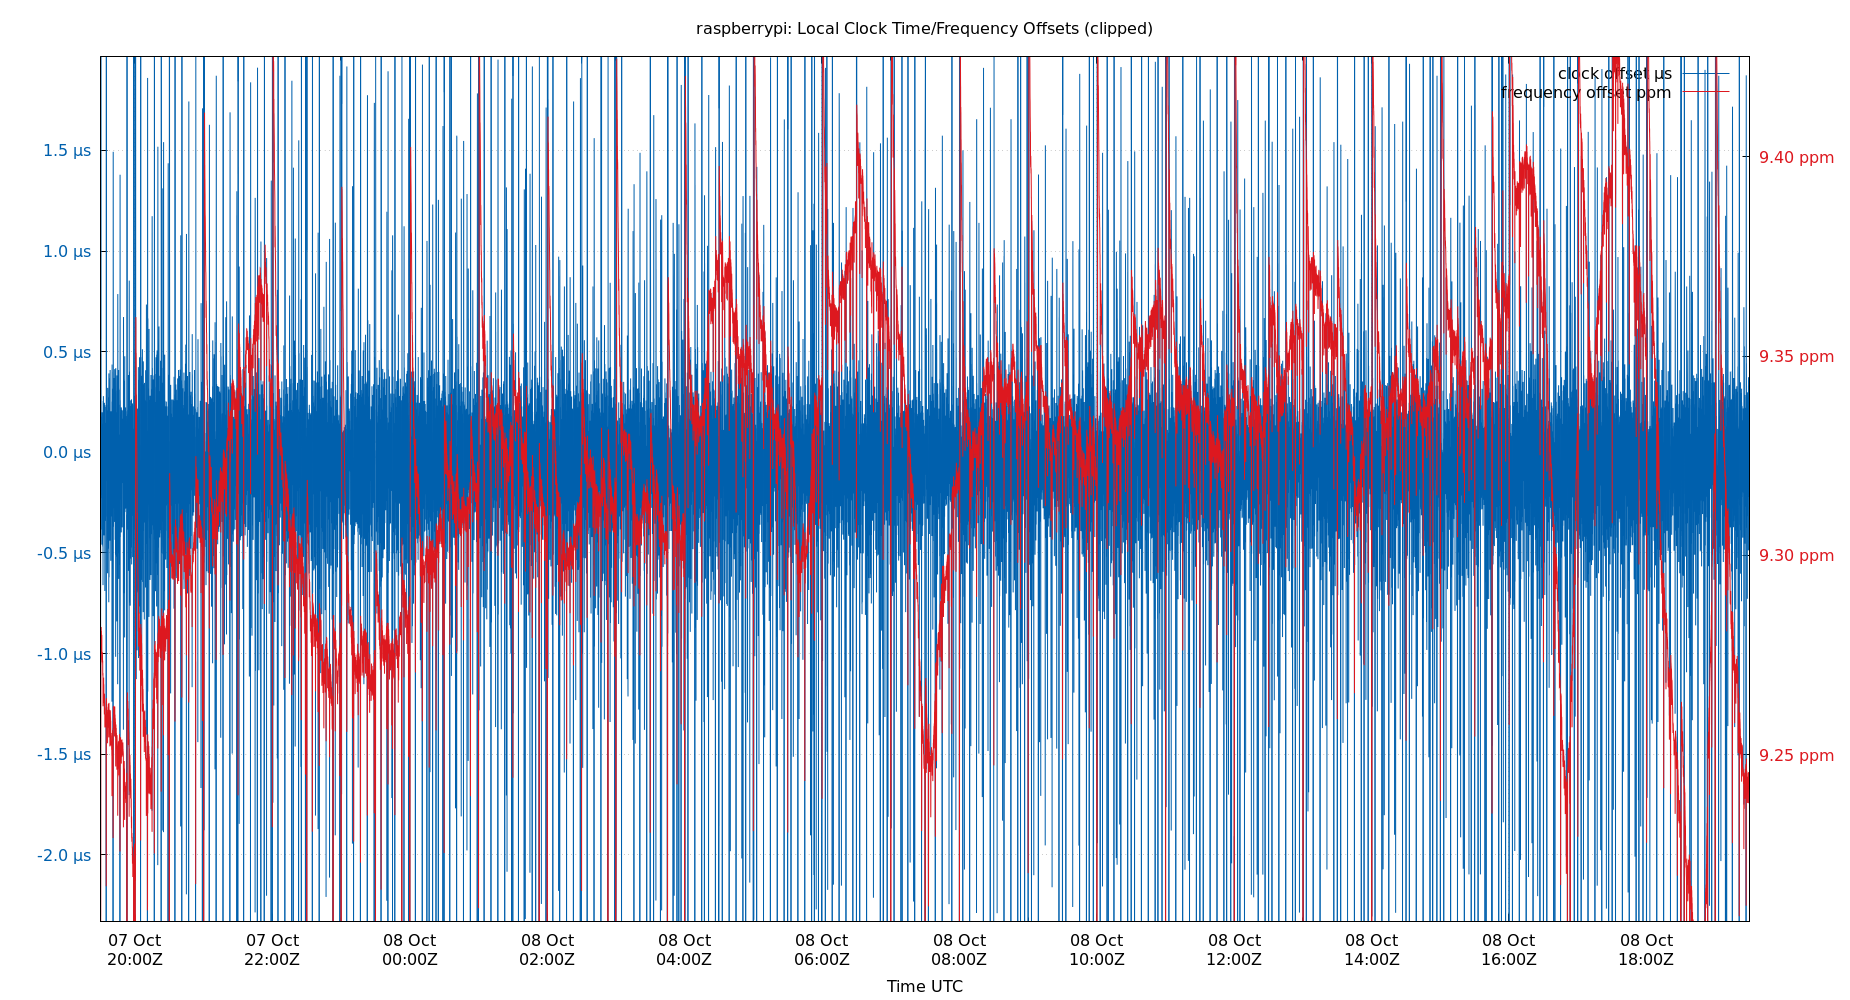 raspberrypi: Local Clock Time/Frequency Offsets (clipped)
clock offset µs
frequency offset ppm
1.5 µs
1.0 µs
0.5 µs
0.0 µs
-0.5 µs
-1.0 µs
-1.5 µs
-2.0 µs
9.40 ppm
9.35 ppm
9.30 ppm
9.25 ppm
07 Oct 07 Oct 08 Oct 08 Oct 08 Oct 08 Oct 08 Oct 08 Oct 08 Oct 08 Oct 08 Oct 08 Oct
20:00Z 22:00Z 00:00Z 02:00Z 04:00Z 06:00Z 08:00Z 10:00Z 12:00Z 14:00Z 16:00Z 18:00Z
Time UTC